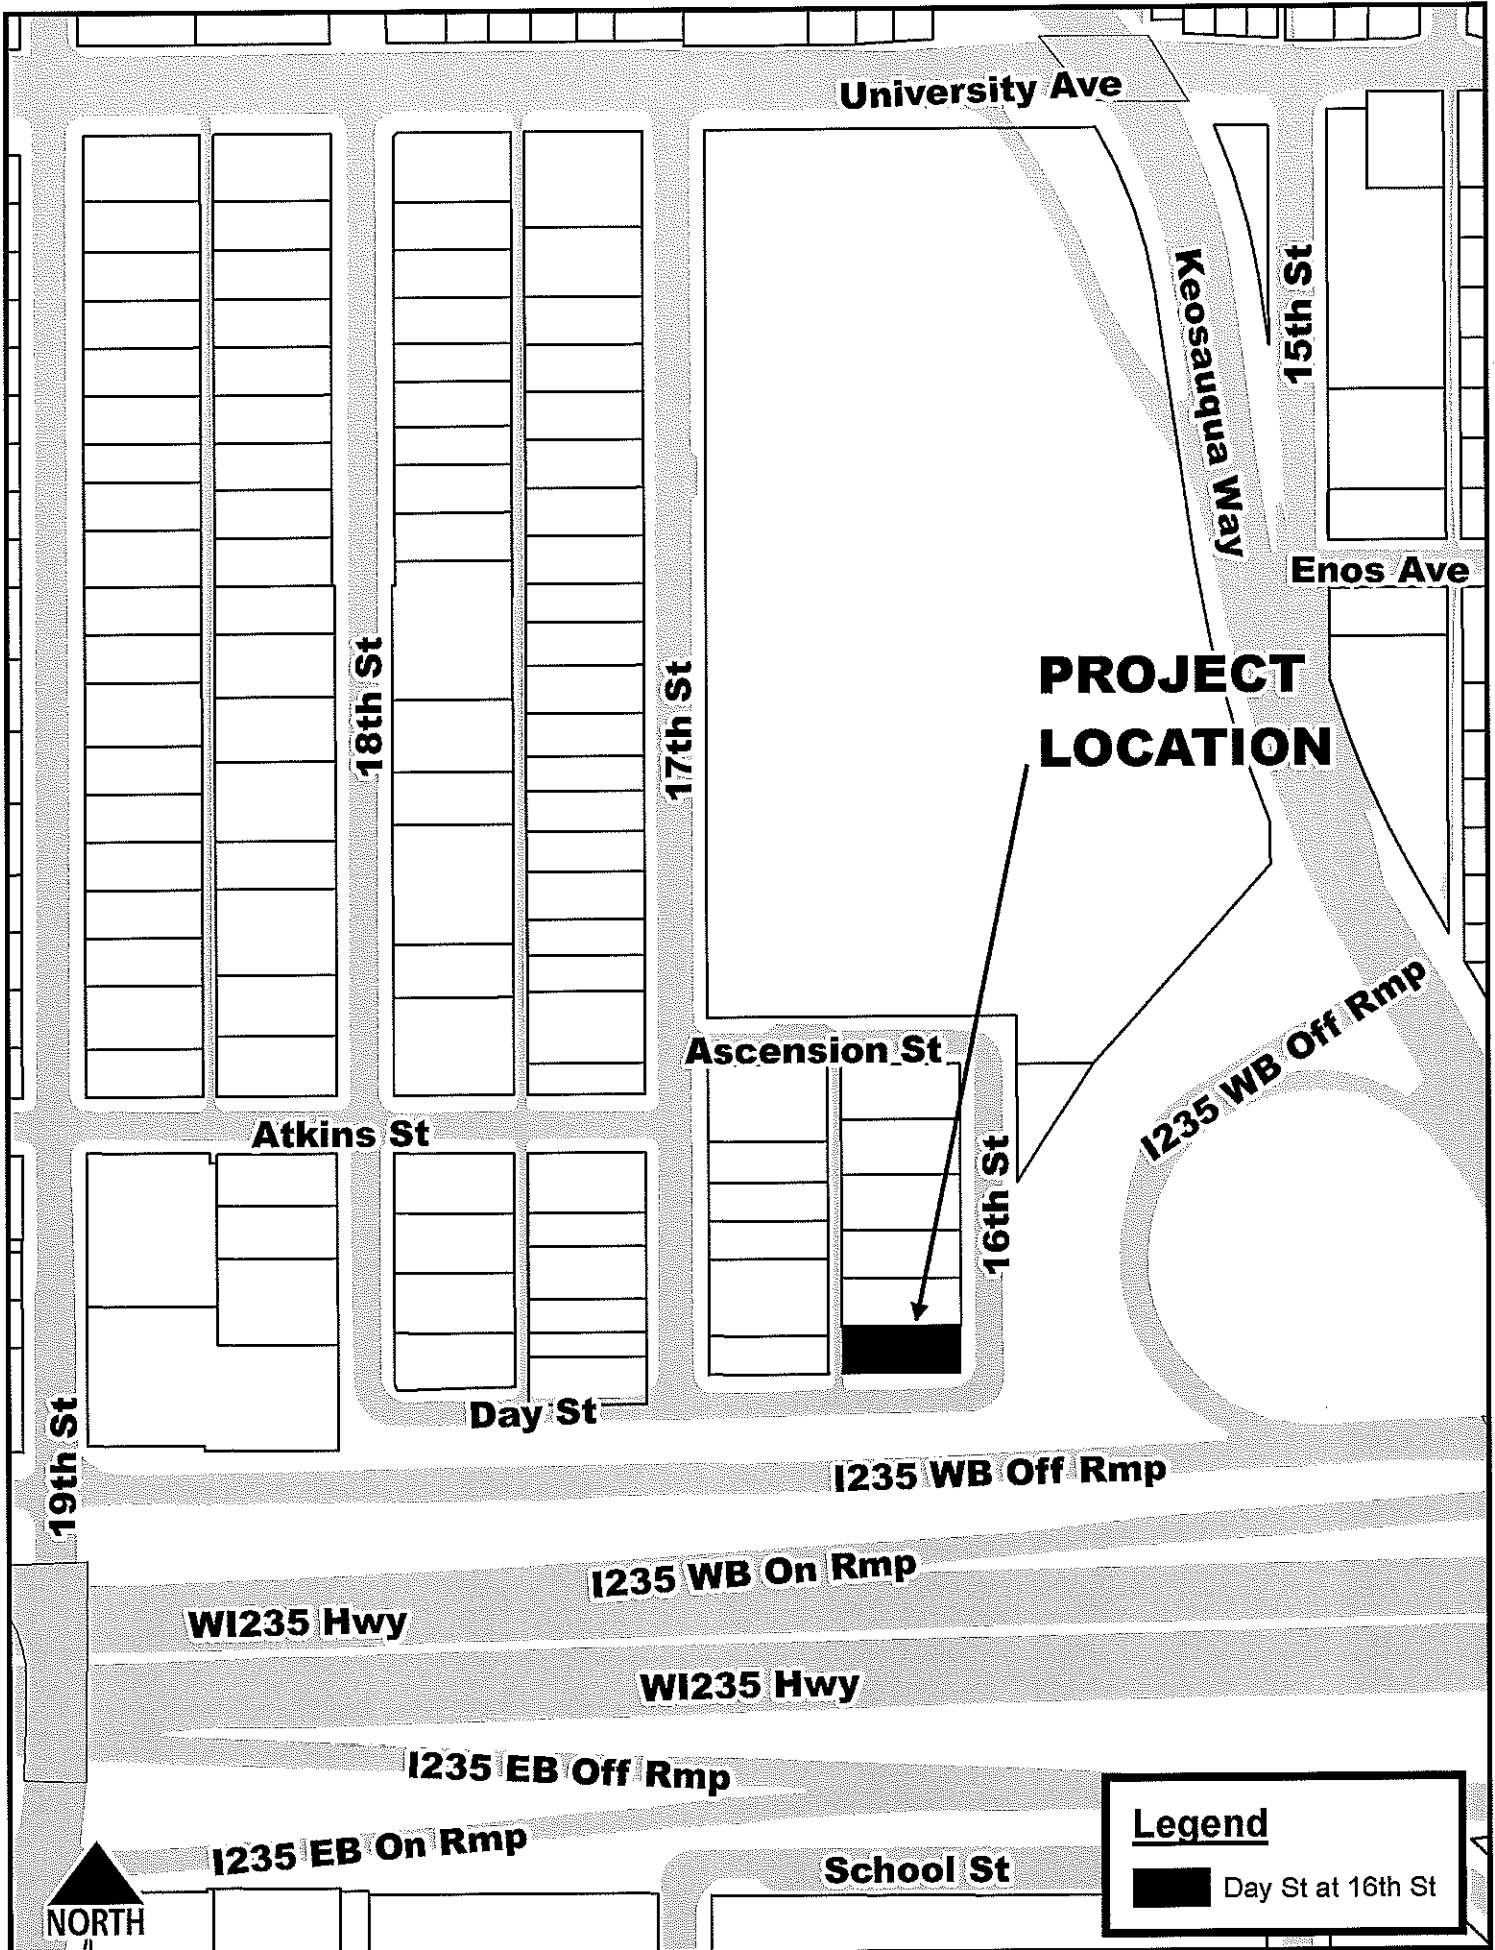 University Ave
Keosauqua Way
15th St
Enos Ave
18th St
17th St
PROJECT
LOCATION
I235 WB Off Rmp
Ascension St
Atkins St
16th St
Day St
19th St
I235 WB Off Rmp
I235 WB On Rmp
WI235 Hwy
WI235 Hwy
I235 EB Off Rmp
I235 EB On Rmp
School St
Legend
Day St at 16th St
NORTH